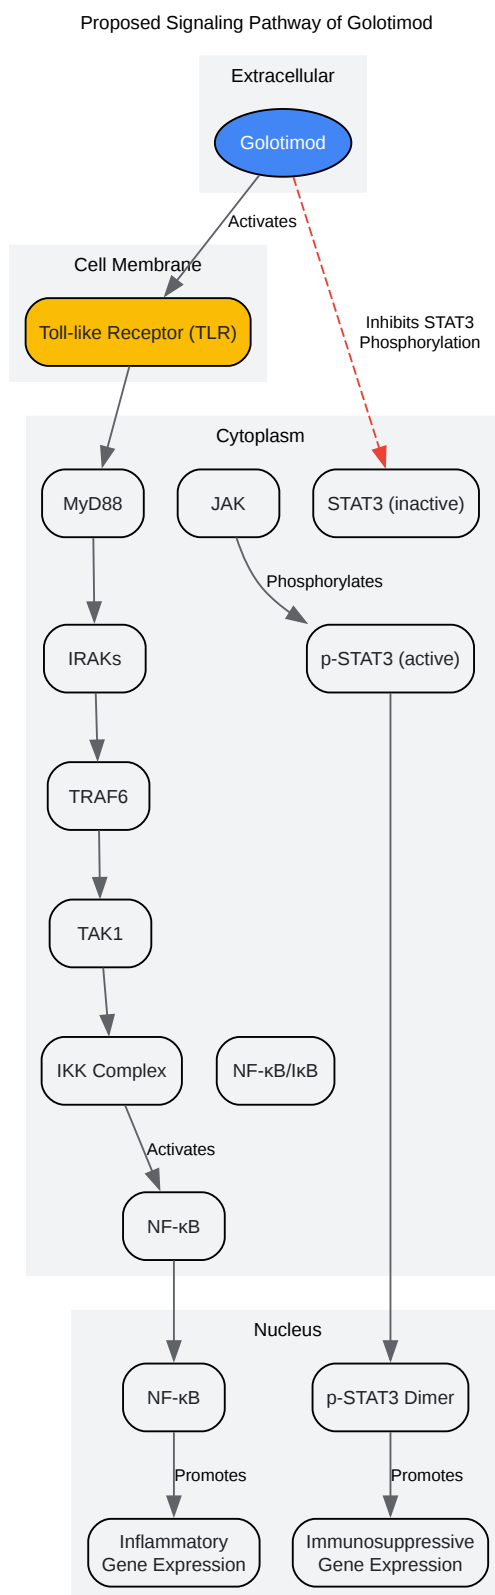 Proposed Signaling Pathway of Golotimod
Extracellular
Golotimod
Activates
Cell Membrane
Toll-like Receptor (TLR)
Inhibits STAT3
Phosphorylation
Cytoplasm
MyD88
JAK
STAT3 (inactive)
Phosphorylates
IRAKs
p-STAT3 (active)
TRAF6
TAK1
IKK Complex
NF-κB/IκB
Activates
NF-κB
Nucleus
NF-κB
p-STAT3 Dimer
Promotes
Promotes
Inflammatory
Gene Expression
Immunosuppressive
Gene Expression